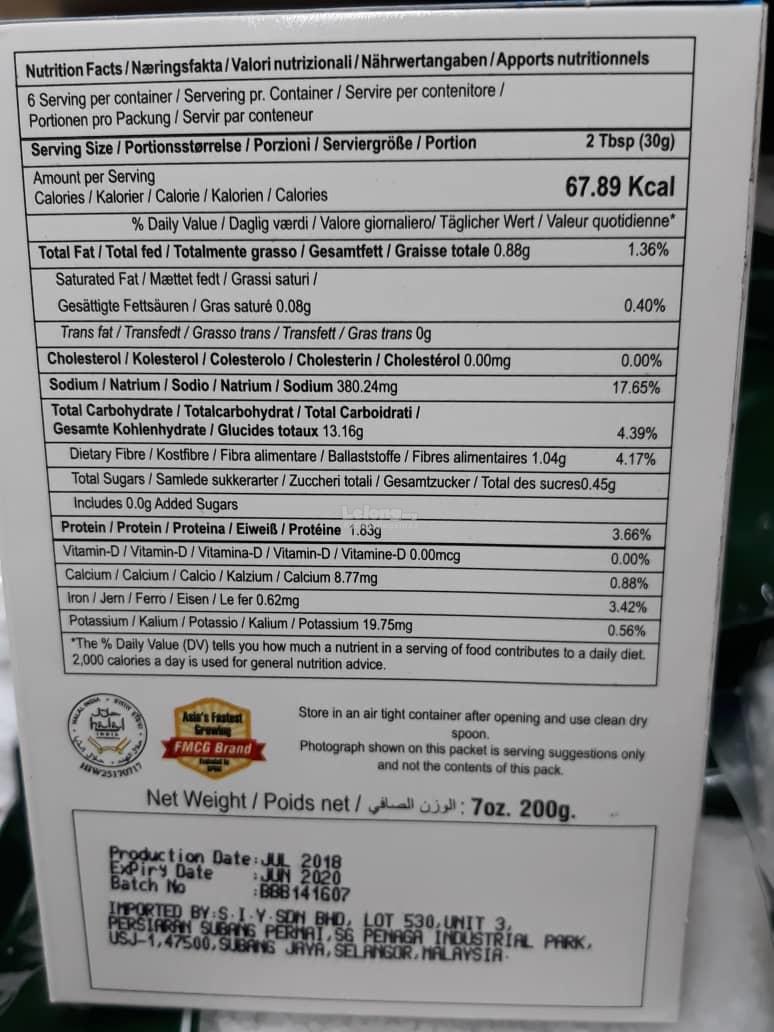 Nutrition Facts / Næringsfakta / Valori nutrizionali / Nährwertangaben / Apports nutritionnels
6 Serving per container / Servering pr. Container / Servire per contenitore /
Portionen pro Packung / Servir par conteneur
Serving Size / Portionsstørrelse / Porzioni / Serviergröße / Portion 2 Tbsp (30g)
Amount per Serving
Calories / Kalorier / Calorie / Kalorien / Calories 67.89 Kcal
% Daily Value / Daglig værdi / Valore giornaliero/ Täglicher Wert / Valeur quotidienne*
Total Fat / Total fed / Totalmente grasso / Gesamtfett / Graisse totale 0.88g 1.36%
Saturated Fat / Mættet fedt / Grassi saturi /
Gesättigte Fettsäuren / Gras saturé 0.08g 0.40%
Trans fat / Transfedt / Grasso trans / Transfett / Gras trans 0g
Cholesterol / Kolesterol / Colesterolo / Cholesterin / Cholestérol 0.00mg 0.00%
Sodium / Natrium / Sodio / Natrium / Sodium 380.24mg 17.65%
Total Carbohydrate / Totalcarbohydrat / Total Carboidrati /
Gesamte Kohlenhydrate / Glucides totaux 13.16g 4.39%
Dietary Fibre / Kostfibre / Fibra alimentare / Ballaststoffe / Fibres alimentaires 1.04g 4.17%
Total Sugars / Samlede sukkerarter / Zuccheri totali / Gesamtzucker / Total des sucres0.45g
Includes 0.0g Added Sugars
Lelong
Protein / Protein / Proteina / Eiweiß / Protéine 1.83g 3.66%
Vitamin-D / Vitamin-D / Vitamina-D / Vitamin-D / Vitamine-D 0.00mcg 0.00%
Calcium / Calcium / Calcio / Kalzium / Calcium 8.77mg 0.88%
Iron / Jern / Ferro / Eisen / Le fer 0.62mg 3.42%
Potassium / Kalium / Potassio / Kalium / Potassium 19.75mg 0.56%
*The % Daily Value (DV) tells you how much a nutrient in a serving of food contributes to a daily diet.
2,000 calories a day is used for general nutrition advice.
HALAL INDIA
حلال
INDIA
Asia's Fastest
Growing
FMCG Brand
Store in an air tight container after opening and use clean dry
spoon.
Photograph shown on this packet is serving suggestions only
and not the contents of this pack.
Net Weight / Poids net / الوزن الصافي : 7oz. 200g.
Production Date:JUL 2018
ExPiry Date :JUN 2020
Batch No :BBB141607
IMPORTED BY:S.I.Y.SDN BHD, LOT 530,UNIT 3,
PERSIARAN SUBANG PERMAI,SG PENAGA INDUSTRIAL PARK,
USJ-1,47500,SUBANG JAYA,SELANGOR,MALAYSIA.